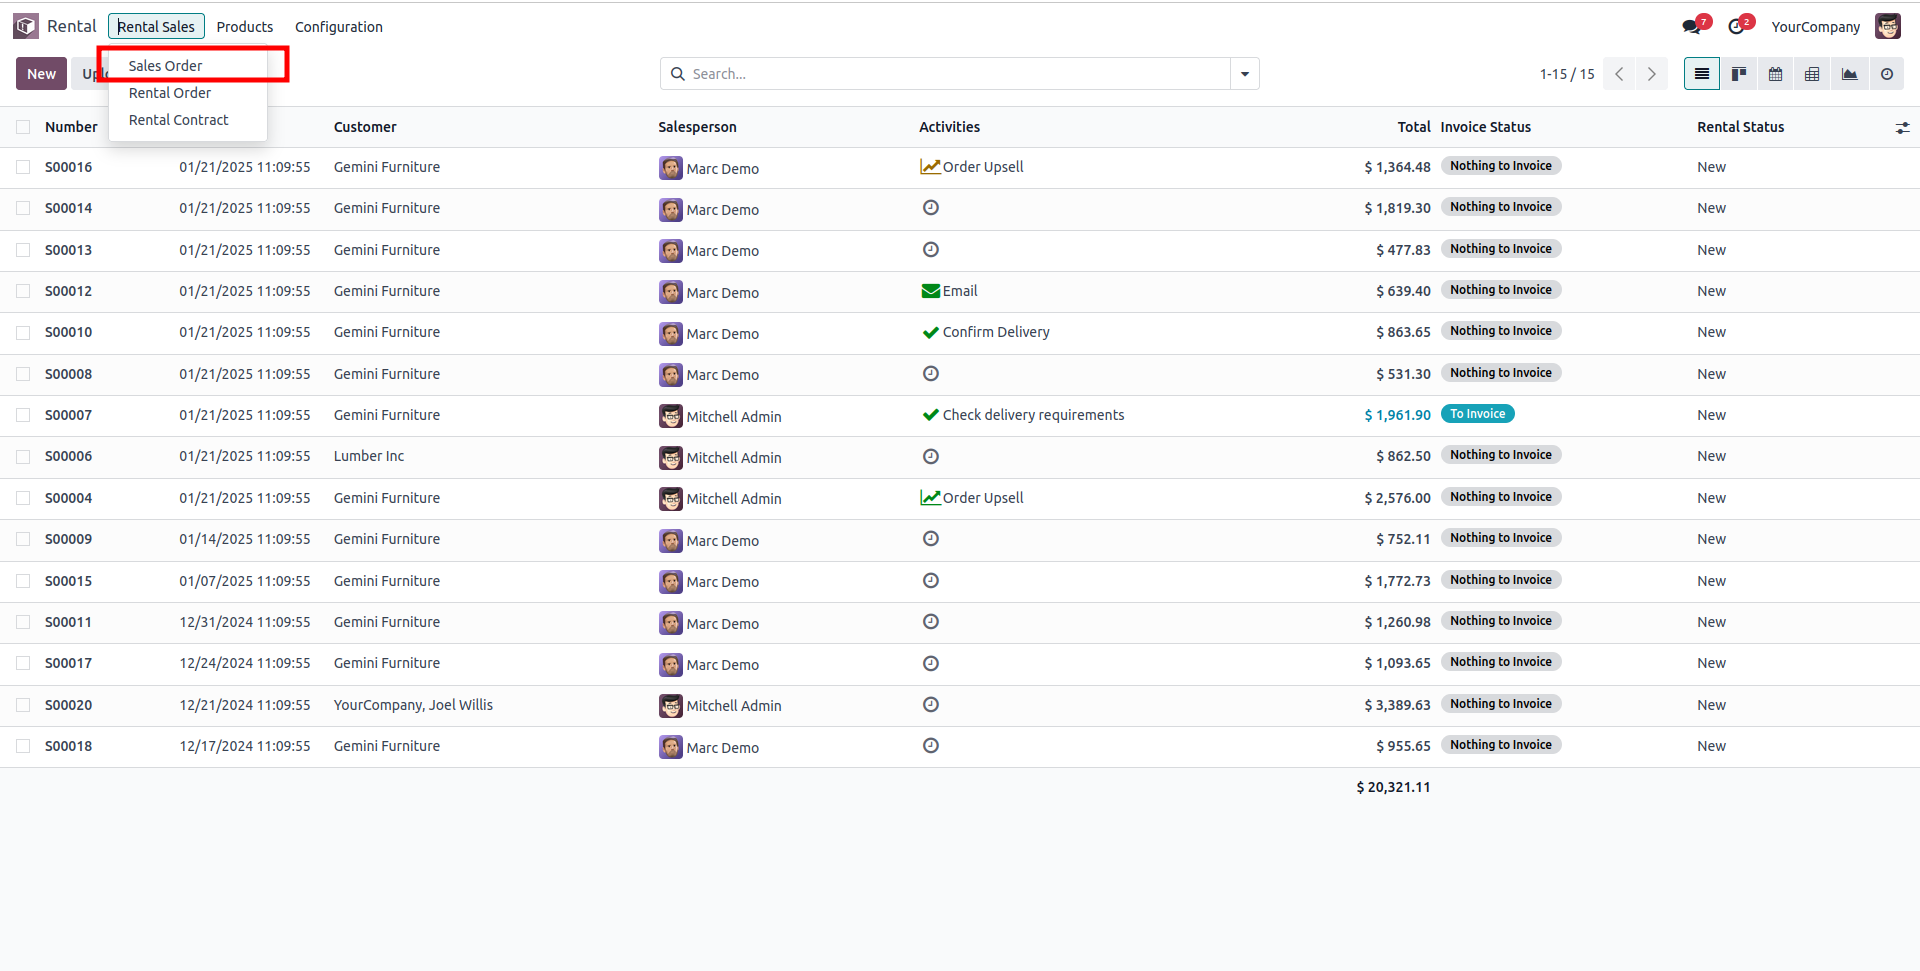 Rental Rental Sales Products Configuration 7 2 YourCompany
New Sales Order Search... 1-15 / 15
Rental Order
Rental Contract
Number Customer Salesperson Activities Total Invoice Status Rental Status
S00016 01/21/2025 11:09:55 Gemini Furniture Marc Demo Order Upsell $ 1,364.48 Nothing to Invoice New
S00014 01/21/2025 11:09:55 Gemini Furniture Marc Demo $ 1,819.30 Nothing to Invoice New
S00013 01/21/2025 11:09:55 Gemini Furniture Marc Demo $ 477.83 Nothing to Invoice New
S00012 01/21/2025 11:09:55 Gemini Furniture Marc Demo Email $ 639.40 Nothing to Invoice New
S00010 01/21/2025 11:09:55 Gemini Furniture Marc Demo Confirm Delivery $ 863.65 Nothing to Invoice New
S00008 01/21/2025 11:09:55 Gemini Furniture Marc Demo $ 531.30 Nothing to Invoice New
S00007 01/21/2025 11:09:55 Gemini Furniture Mitchell Admin Check delivery requirements $ 1,961.90 To Invoice New
S00006 01/21/2025 11:09:55 Lumber Inc Mitchell Admin $ 862.50 Nothing to Invoice New
S00004 01/21/2025 11:09:55 Gemini Furniture Mitchell Admin Order Upsell $ 2,576.00 Nothing to Invoice New
S00009 01/14/2025 11:09:55 Gemini Furniture Marc Demo $ 752.11 Nothing to Invoice New
S00015 01/07/2025 11:09:55 Gemini Furniture Marc Demo $ 1,772.73 Nothing to Invoice New
S00011 12/31/2024 11:09:55 Gemini Furniture Marc Demo $ 1,260.98 Nothing to Invoice New
S00017 12/24/2024 11:09:55 Gemini Furniture Marc Demo $ 1,093.65 Nothing to Invoice New
S00020 12/21/2024 11:09:55 YourCompany, Joel Willis Mitchell Admin $ 3,389.63 Nothing to Invoice New
S00018 12/17/2024 11:09:55 Gemini Furniture Marc Demo $ 955.65 Nothing to Invoice New
$ 20,321.11